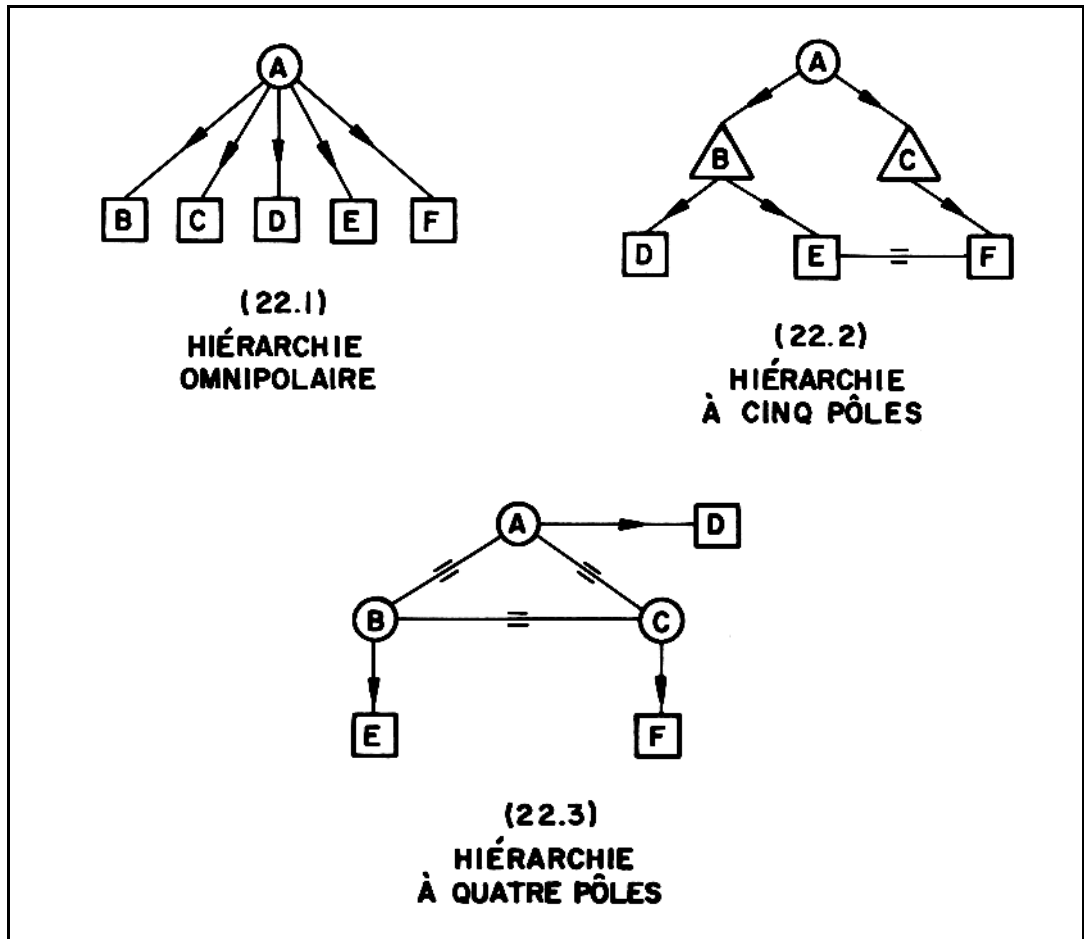 A
B C D E F
(22.1)
HIÉRARCHIE
OMNIPOLAIRE
A
B C
D E F
(22.2)
HIÉRARCHIE
À CINQ PÔLES
A D
B C
E F
(22.3)
HIÉRARCHIE
À QUATRE PÔLES